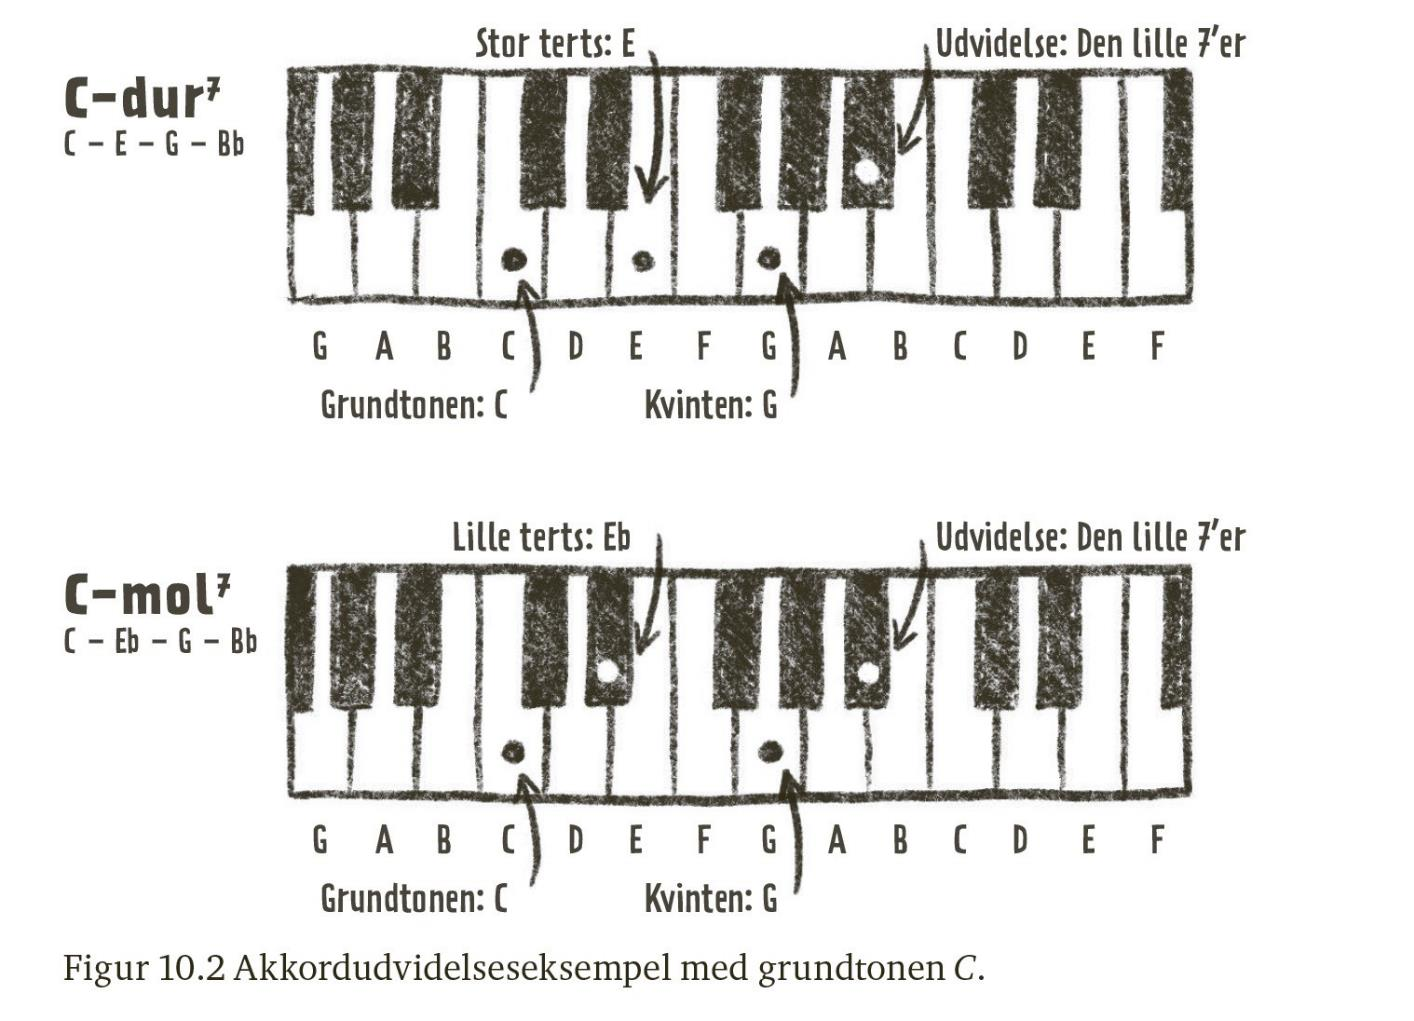 Stor terts: E
Udvidelse: Den lille 7'er
C-dur⁷
C – E – G – Bb
G A B C D E F G A B C D E F
Grundtonen: C
Kvinten: G
Lille terts: Eb
Udvidelse: Den lille 7'er
C-mol⁷
C – Eb – G – Bb
G A B C D E F G A B C D E F
Grundtonen: C
Kvinten: G
Figur 10.2 Akkordudvidelseseksempel med grundtonen C.